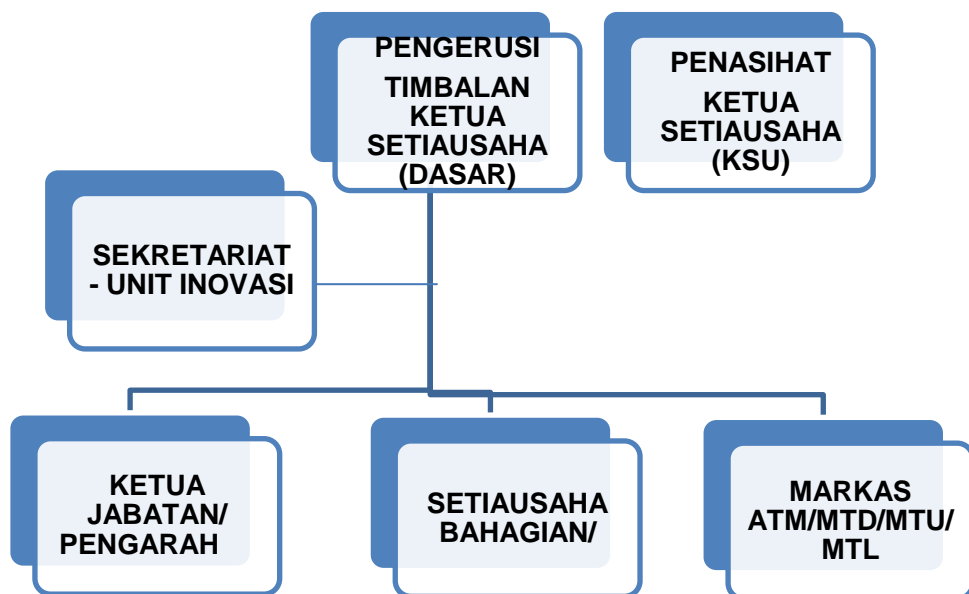 PENGERUSI
TIMBALAN
KETUA
SETIAUSAHA
(DASAR)
PENASIHAT
KETUA
SETIAUSAHA
(KSU)
SEKRETARIAT
- UNIT INOVASI
KETUA
JABATAN/
PENGARAH
SETIAUSAHA
BAHAGIAN/
MARKAS
ATM/MTD/MTU/
MTL